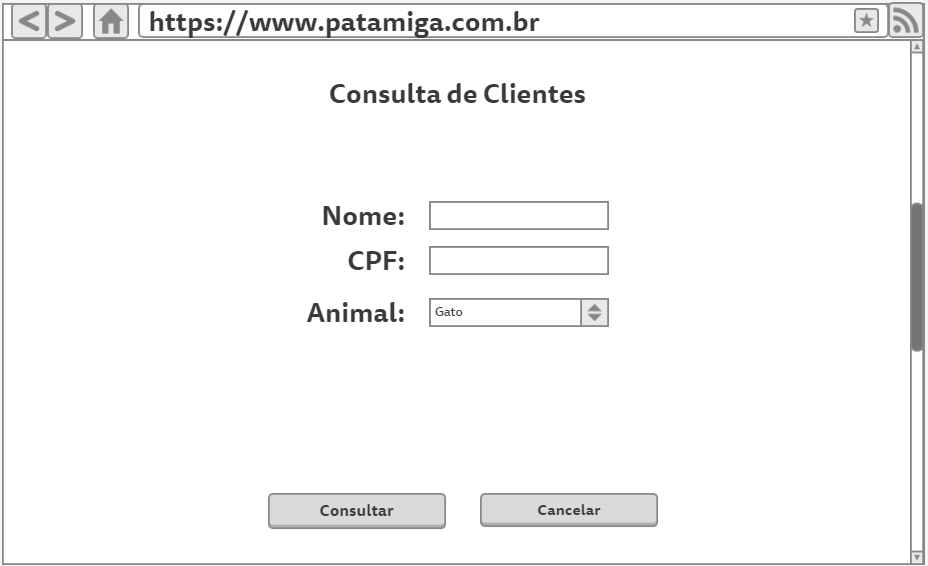 https://www.patamiga.com.br
Consulta de Clientes
Nome:
CPF:
Animal: Gato
Consultar Cancelar